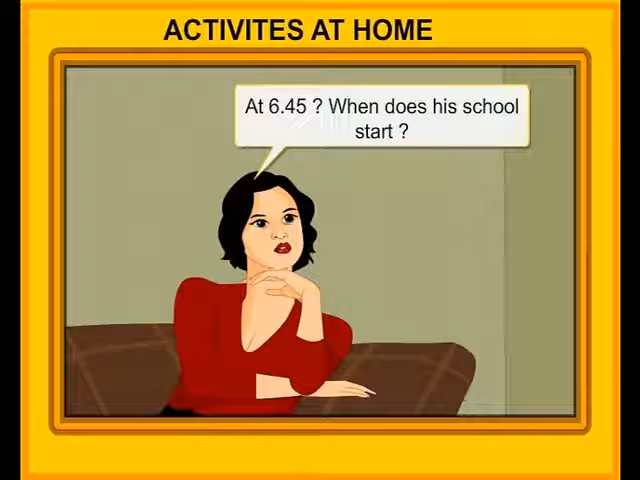 ACTIVITES AT HOME
At 6.45 ? When does his school
start ?